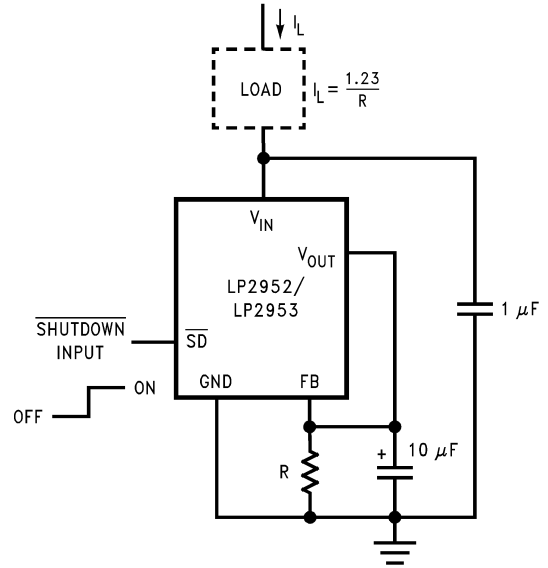 I_L
LOAD
I_L = 1.23/R
V_IN
V_OUT
LP2952/
LP2953
1 µF
SHUTDOWN
INPUT
SD
GND
FB
ON
OFF
R
+
10 µF